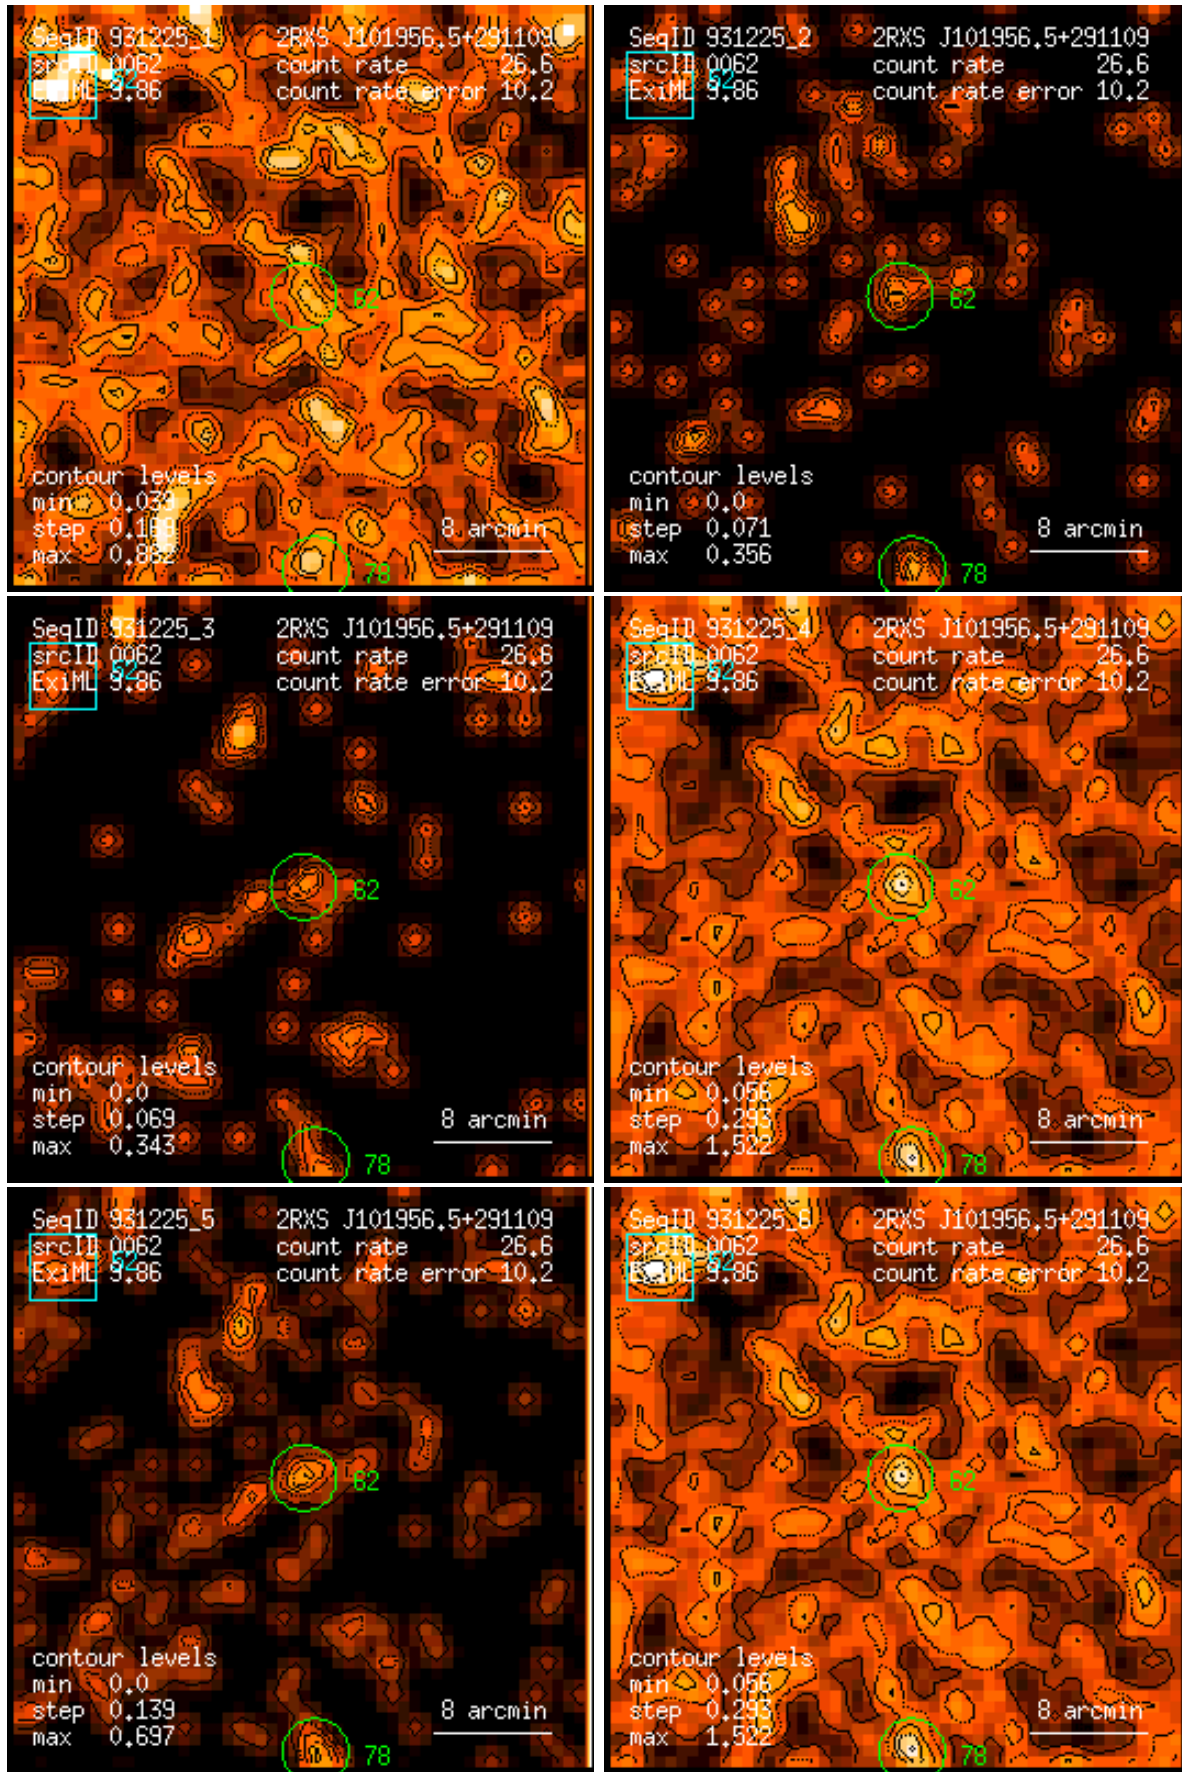 SeqID 931225_1 2RXS J101956.5+291109
srcID 0062 count rate 26.6
ExiML 9.86 count rate error 10.2
62
62
contour levels
min 0.039
step 0.169
max 0.882
8 arcmin
78
SeqID 931225_2 2RXS J101956.5+291109
srcID 0062 count rate 26.6
ExiML 9.86 count rate error 10.2
62
62
contour levels
min 0.0
step 0.071
max 0.356
8 arcmin
78
SeqID 931225_3 2RXS J101956.5+291109
srcID 0062 count rate 26.6
ExiML 9.86 count rate error 10.2
62
62
contour levels
min 0.0
step 0.069
max 0.343
8 arcmin
78
SeqID 931225_4 2RXS J101956.5+291109
srcID 0062 count rate 26.6
ExiML 9.86 count rate error 10.2
62
62
contour levels
min 0.056
step 0.293
max 1.522
8 arcmin
78
SeqID 931225_5 2RXS J101956.5+291109
srcID 0062 count rate 26.6
ExiML 9.86 count rate error 10.2
62
62
contour levels
min 0.0
step 0.139
max 0.697
8 arcmin
78
SeqID 931225_6 2RXS J101956.5+291109
srcID 0062 count rate 26.6
ExiML 9.86 count rate error 10.2
62
62
contour levels
min 0.056
step 0.293
max 1.522
8 arcmin
78